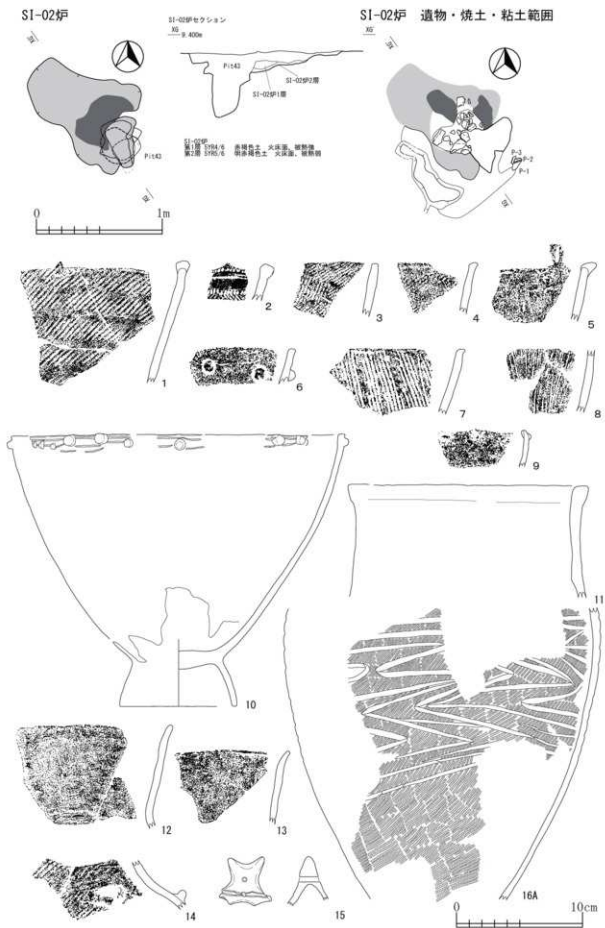 SI-02炉
SI-02炉セクション
XG
9.400m
Pit43
SI-02炉2層
SI-02炉1層
SI-02炉
第1層 5YR4/6 赤褐色土 火床面、被熱強
第2層 5YR5/6 明赤褐色土 火床面、被熱弱
Pit43
0 1m
SI-02炉 遺物・焼土・粘土範囲
XG
P-3
P-2
P-1
1
2
3
4
5
6
7
8
9
10
11
12
13
14
15
16A
0 10cm